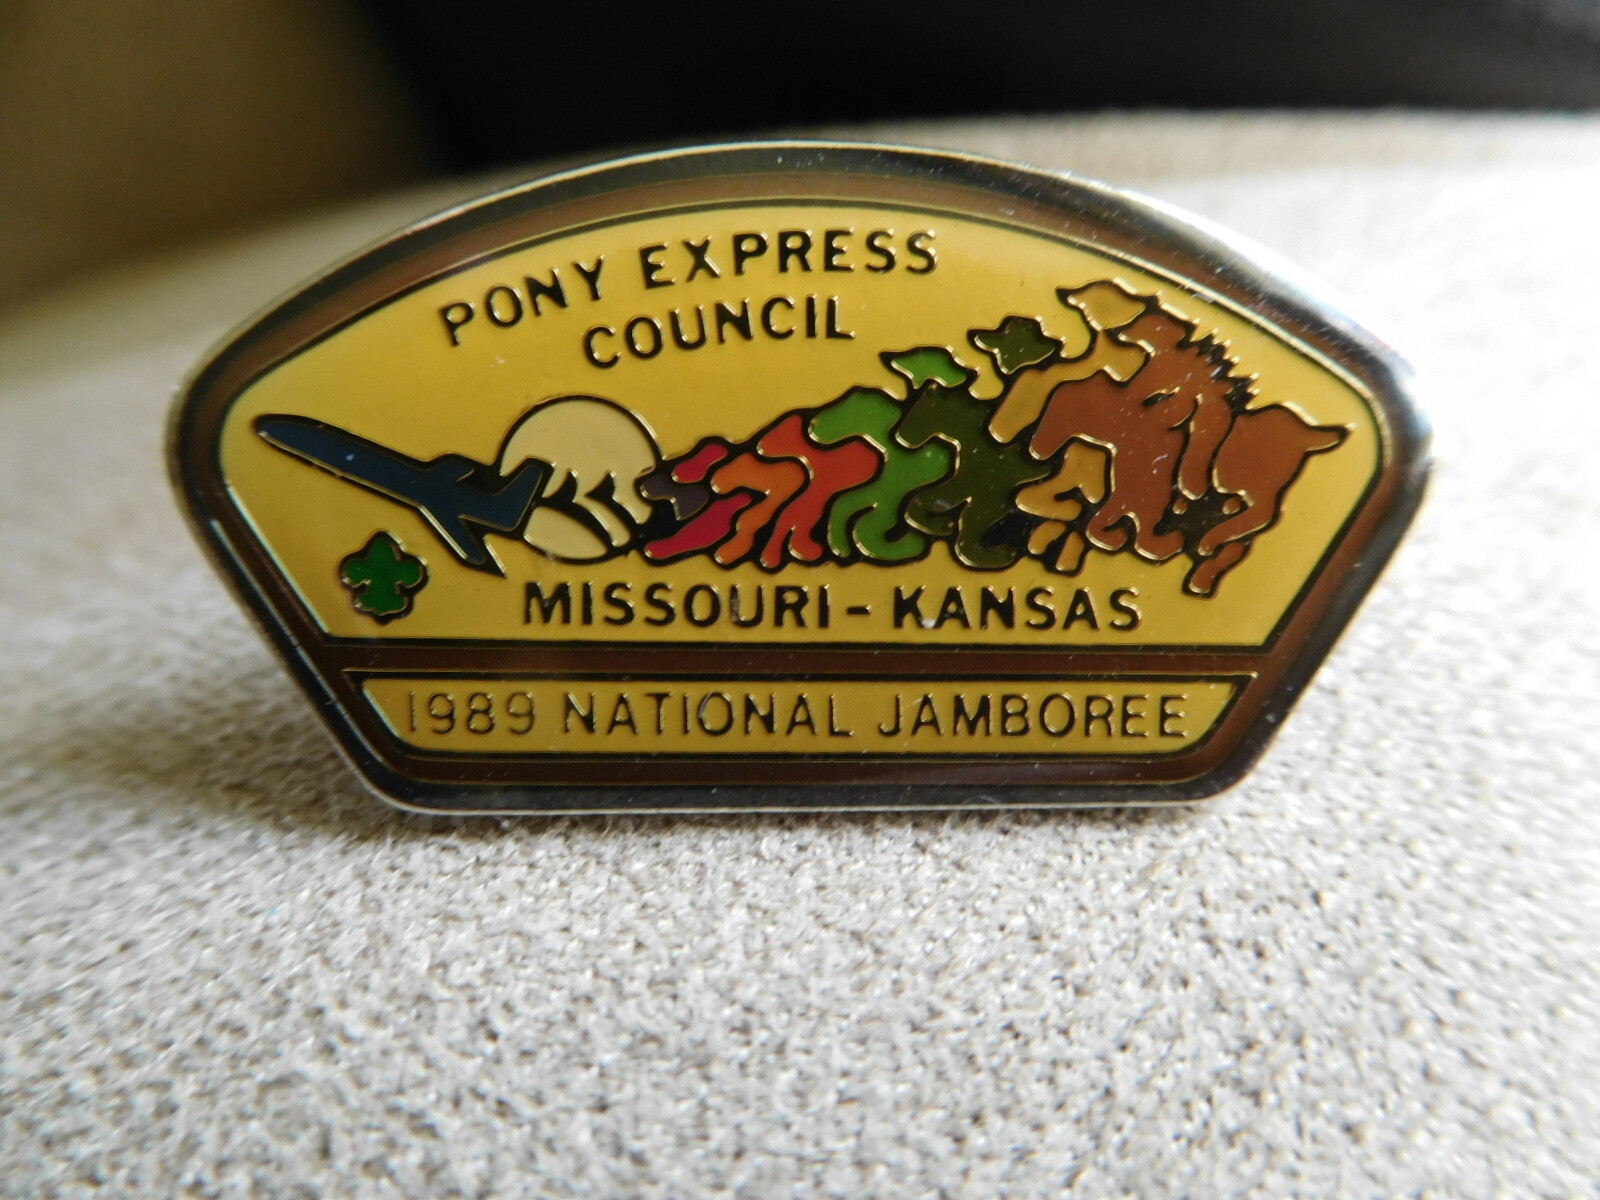 PONY EXPRESS
COUNCIL
MISSOURI-KANSAS
1989 NATIONAL JAMBOREE